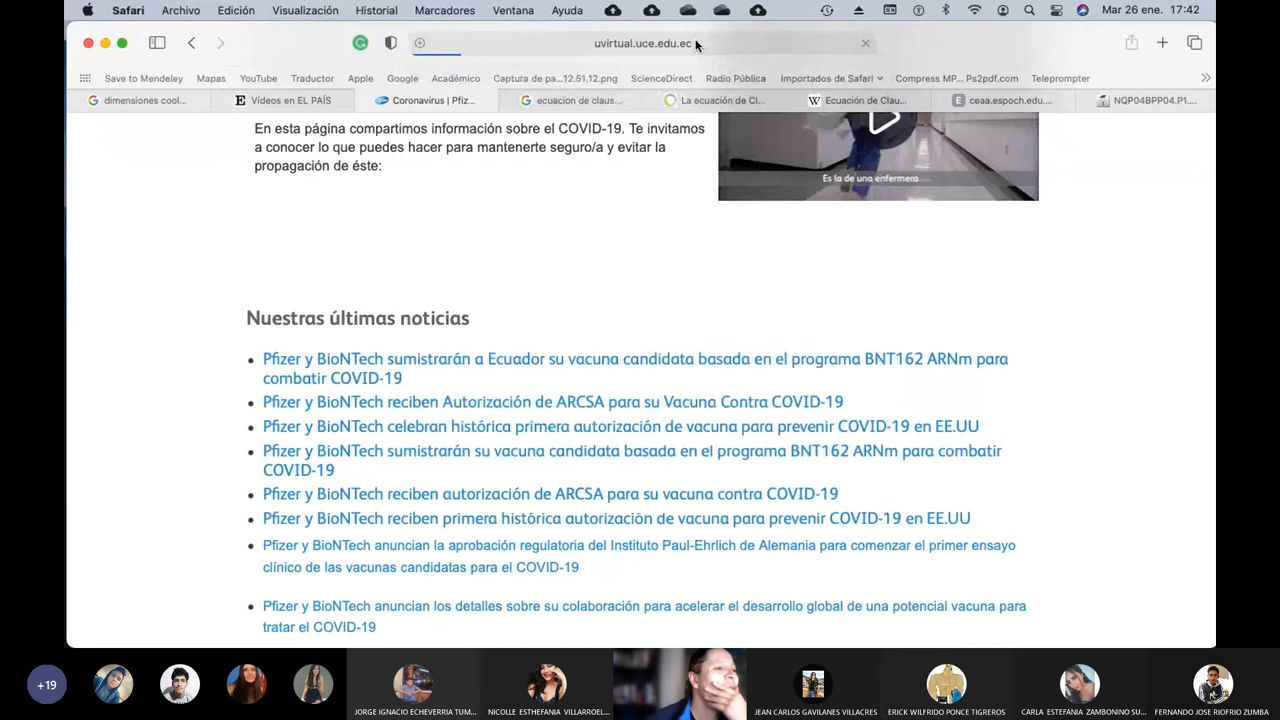 Safari Archivo Edición Visualización Historial Marcadores Ventana Ayuda Mar 26 ene. 17:42
uvirtual.uce.edu.ec
Save to Mendeley Mapas YouTube Traductor Apple Google Académico Captura de pa...12.51.12.png ScienceDirect Radio Pública Importados de Safari Compress MP... Ps2pdf.com Teleprompter
dimensiones cool... Vídeos en EL PAÍS Coronavirus | Pfiz... ecuacion de claus... La ecuación de Cl... Ecuación de Clau... ceaa.espoch.edu.... NQP04BPP04.P1....
En esta página compartimos información sobre el COVID-19. Te invitamos
a conocer lo que puedes hacer para mantenerte seguro/a y evitar la
propagación de éste:
Es la de una enfermera
Nuestras últimas noticias
• Pfizer y BioNTech sumistrarán a Ecuador su vacuna candidata basada en el programa BNT162 ARNm para
combatir COVID-19
• Pfizer y BioNTech reciben Autorización de ARCSA para su Vacuna Contra COVID-19
• Pfizer y BioNTech celebran histórica primera autorización de vacuna para prevenir COVID-19 en EE.UU
• Pfizer y BioNTech sumistrarán su vacuna candidata basada en el programa BNT162 ARNm para combatir
COVID-19
• Pfizer y BioNTech reciben autorización de ARCSA para su vacuna contra COVID-19
• Pfizer y BioNTech reciben primera histórica autorización de vacuna para prevenir COVID-19 en EE.UU
• Pfizer y BioNTech anuncian la aprobación regulatoria del Instituto Paul-Ehrlich de Alemania para comenzar el primer ensayo
clínico de las vacunas candidatas para el COVID-19
• Pfizer y BioNTech anuncian los detalles sobre su colaboración para acelerar el desarrollo global de una potencial vacuna para
tratar el COVID-19
+19 JORGE IGNACIO ECHEVERRIA TUM... NICOLLE ESTHEFANIA VILLARROEL... JEAN CARLOS GAVILANES VILLACRES ERICK WILFRIDO PONCE TIGREROS CARLA ESTEFANIA ZAMBONINO SU... FERNANDO JOSE RIOFRIO ZUMBA